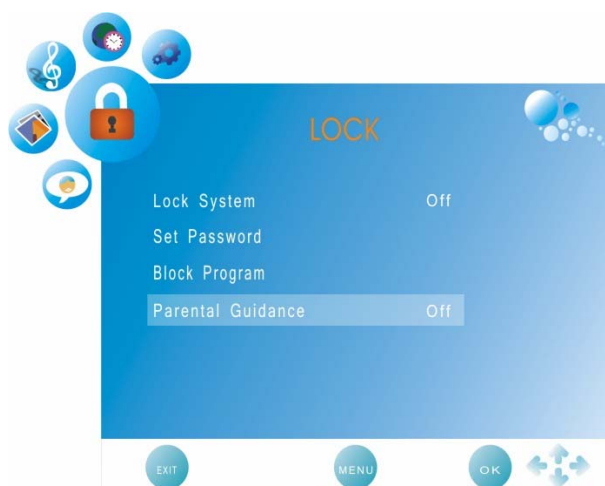 LOCK
Lock System Off
Set Password
Block Program
Parental Guidance Off
EXIT MENU OK